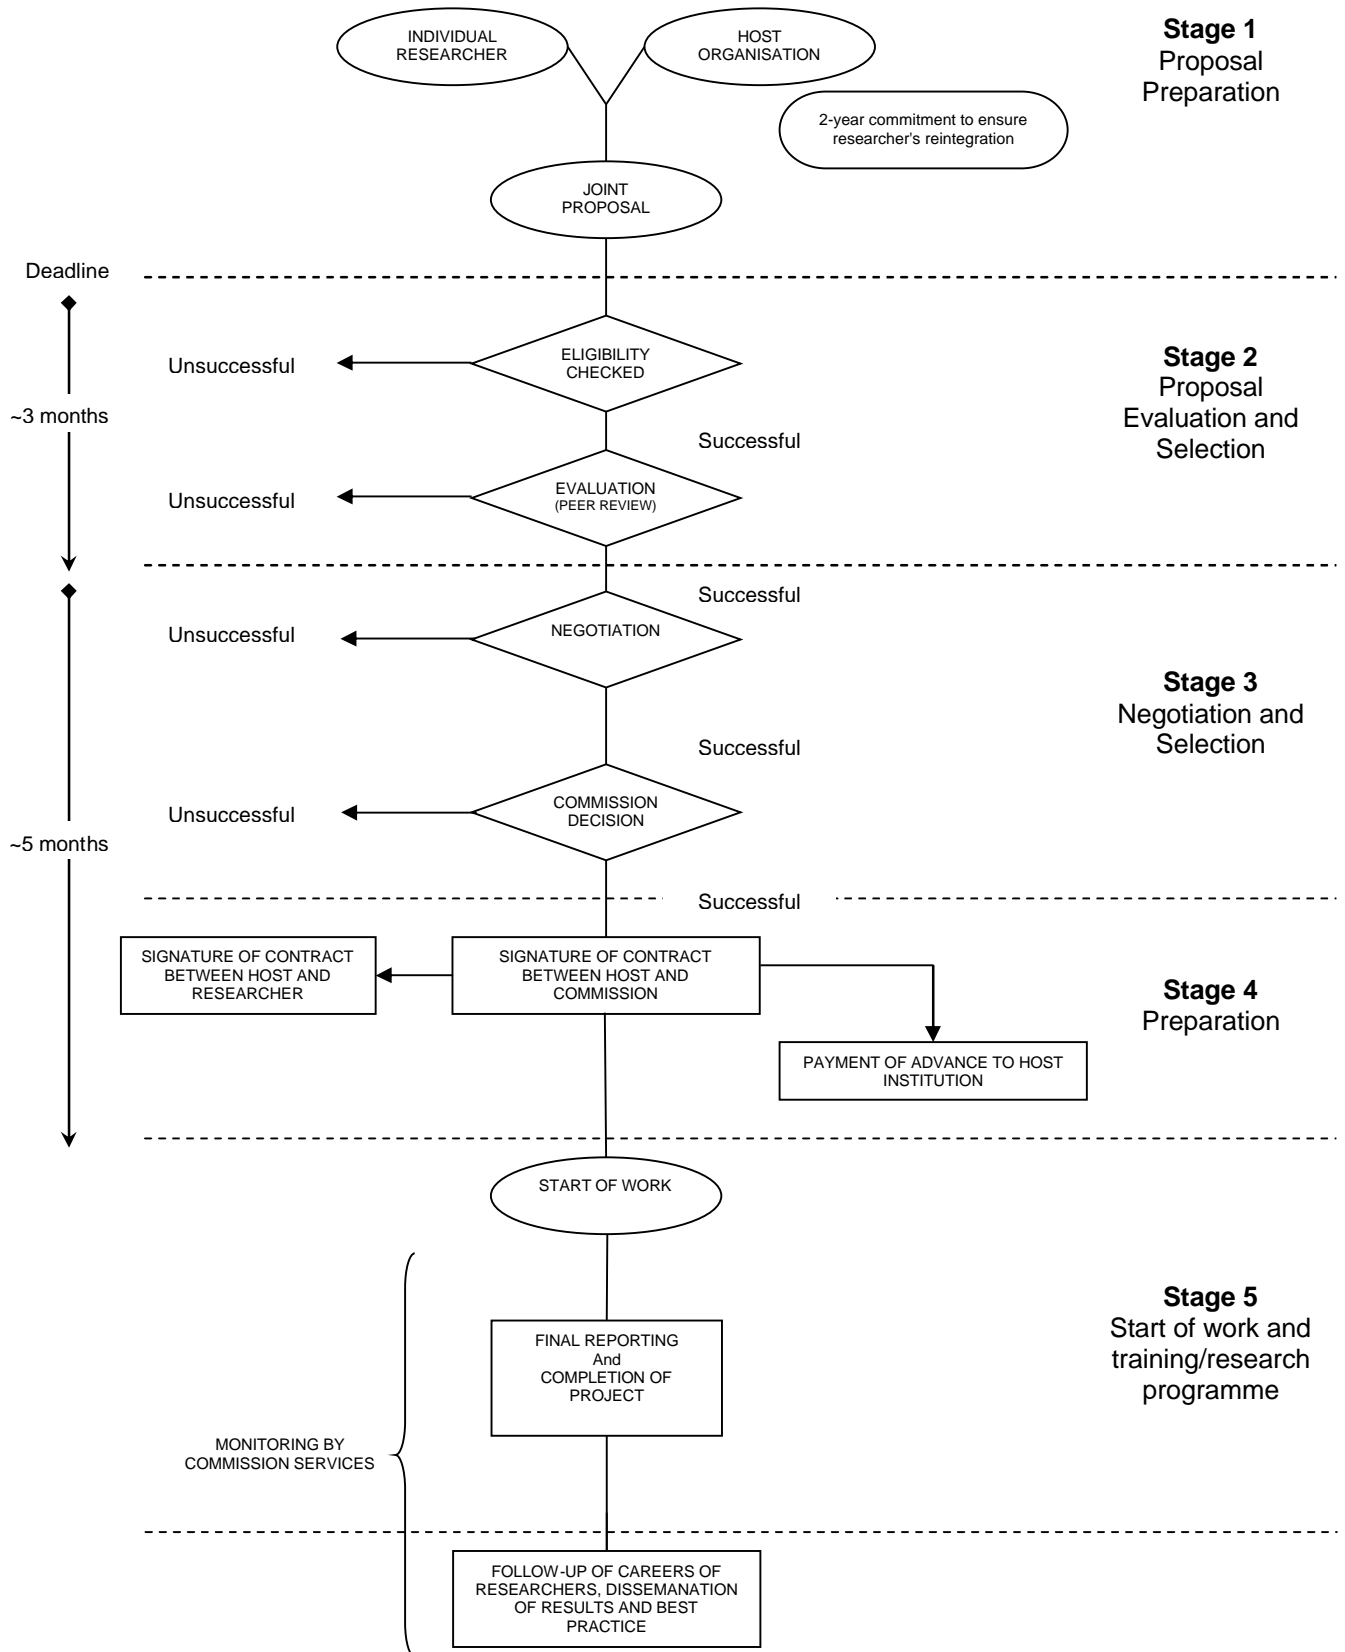 INDIVIDUAL
RESEARCHER
HOST
ORGANISATION
Stage 1
Proposal
Preparation
2-year commitment to ensure
researcher's reintegration
JOINT
PROPOSAL
Deadline
ELIGIBILITY
CHECKED
Unsuccessful
Stage 2
Proposal
Evaluation and
Selection
~3 months
Successful
EVALUATION
(PEER REVIEW)
Unsuccessful
Successful
NEGOTIATION
Unsuccessful
Stage 3
Negotiation and
Selection
Successful
COMMISSION
DECISION
Unsuccessful
~5 months
Successful
SIGNATURE OF CONTRACT
BETWEEN HOST AND
RESEARCHER
SIGNATURE OF CONTRACT
BETWEEN HOST AND
COMMISSION
Stage 4
Preparation
PAYMENT OF ADVANCE TO HOST
INSTITUTION
START OF WORK
Stage 5
Start of work and
training/research
programme
FINAL REPORTING
And
COMPLETION OF
PROJECT
MONITORING BY
COMMISSION SERVICES
FOLLOW-UP OF CAREERS OF
RESEARCHERS, DISSEMANATION
OF RESULTS AND BEST
PRACTICE